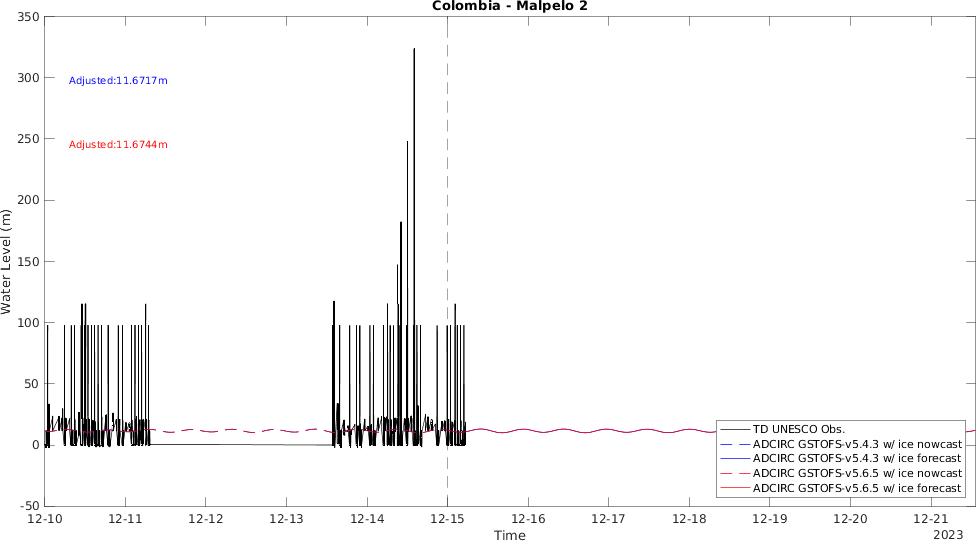 Colombia - Malpelo 2
350
300
250
200
150
100
50
0
-50
Water Level (m)
Adjusted:11.6717m
Adjusted:11.6744m
TD UNESCO Obs.
ADCIRC GSTOFS-v5.4.3 w/ ice nowcast
ADCIRC GSTOFS-v5.4.3 w/ ice forecast
ADCIRC GSTOFS-v5.6.5 w/ ice nowcast
ADCIRC GSTOFS-v5.6.5 w/ ice forecast
12-10 12-11 12-12 12-13 12-14 12-15 12-16 12-17 12-18 12-19 12-20 12-21
Time
2023